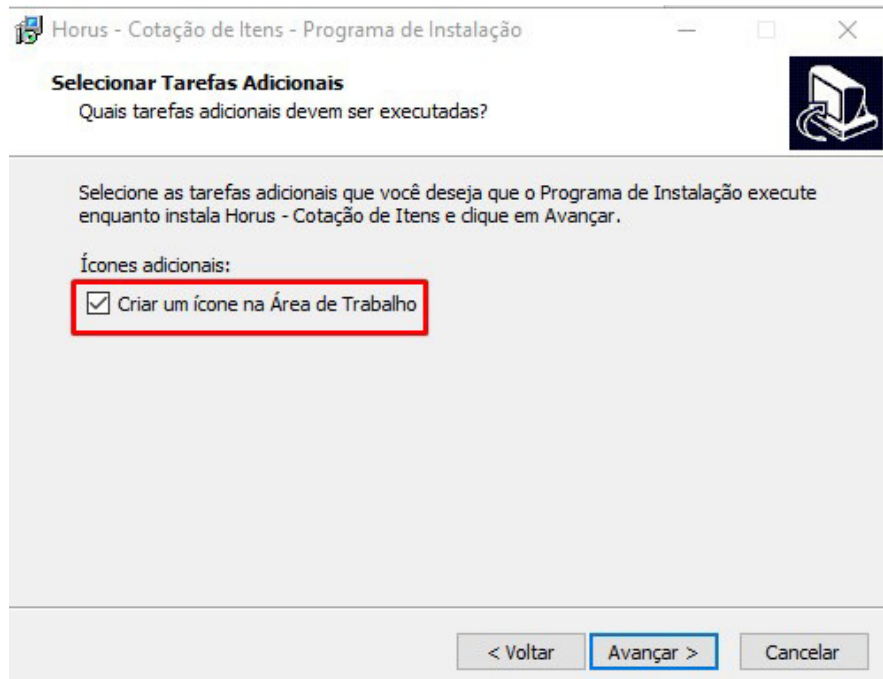 Horus - Cotação de Itens - Programa de Instalação
Selecionar Tarefas Adicionais
Quais tarefas adicionais devem ser executadas?
Selecione as tarefas adicionais que você deseja que o Programa de Instalação execute
enquanto instala Horus - Cotação de Itens e clique em Avançar.
Ícones adicionais:
Criar um ícone na Área de Trabalho
< Voltar
Avançar >
Cancelar